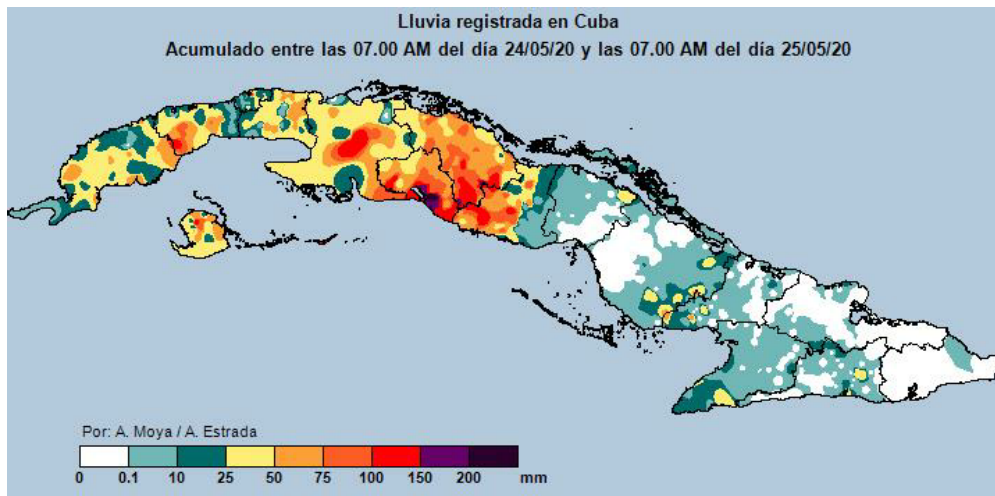 Lluvia registrada en Cuba
Acumulado entre las 07.00 AM del día 24/05/20 y las 07.00 AM del día 25/05/20
Por: A. Moya / A. Estrada
0 0.1 10 25 50 75 100 150 200 mm